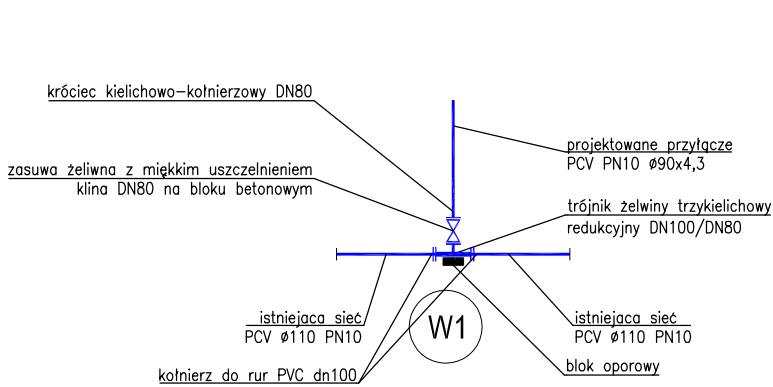 króciec kielichowo-kołnierzowy DN80
projektowane przyłącze
PCV PN10 Ø90x4,3
zasuwa żeliwna z miękkim uszczelnieniem
klina DN80 na bloku betonowym
trójnik żelwiny trzykielichowy
redukcyjny DN100/DN80
istniejaca sieć
PCV Ø110 PN10
W1
istniejaca sieć
PCV Ø110 PN10
kołnierz do rur PVC dn100
blok oporowy